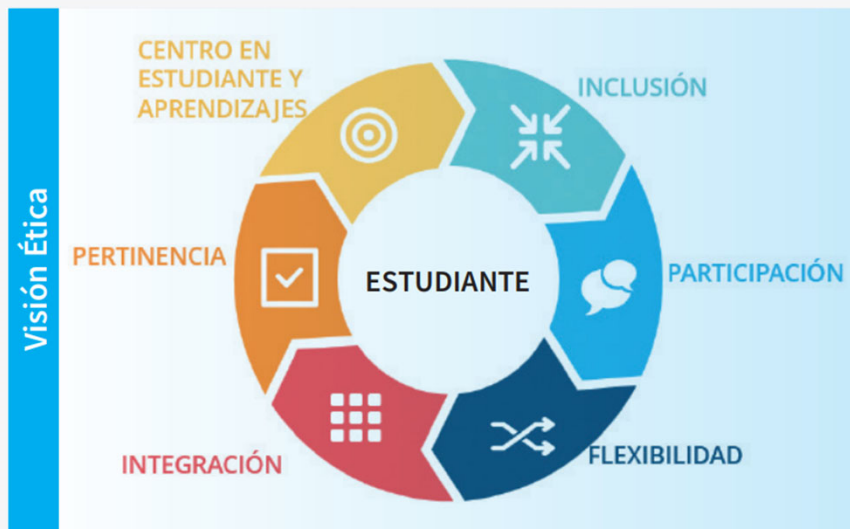 Visión Ética
CENTRO EN
ESTUDIANTE Y
APRENDIZAJES
INCLUSIÓN
PARTICIPACIÓN
FLEXIBILIDAD
INTEGRACIÓN
PERTINENCIA
ESTUDIANTE